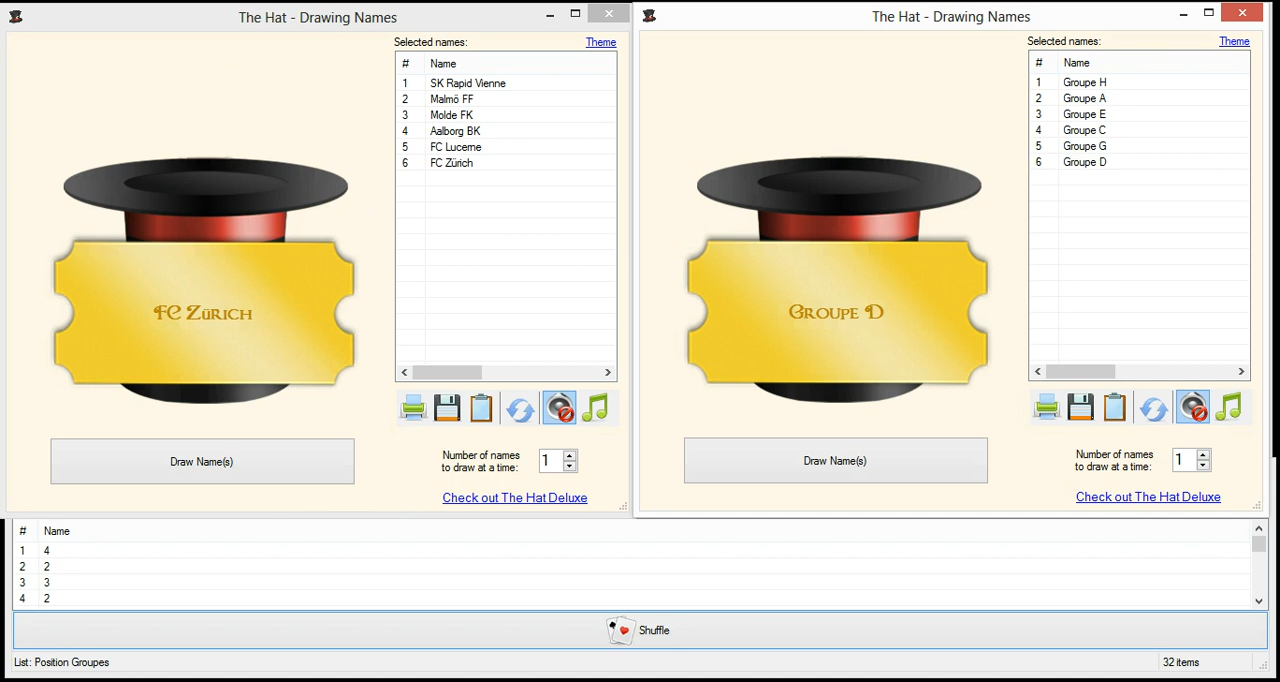 The Hat - Drawing Names
Selected names:
Theme
# Name
1 SK Rapid Vienne
2 Malmö FF
3 Molde FK
4 Aalborg BK
5 FC Lucerne
6 FC Zürich
FC Zürich
Draw Name(s)
Number of names
to draw at a time:
1
Check out The Hat Deluxe
The Hat - Drawing Names
Selected names:
Theme
# Name
1 Groupe H
2 Groupe A
3 Groupe E
4 Groupe C
5 Groupe G
6 Groupe D
Groupe D
Draw Name(s)
Number of names
to draw at a time:
1
Check out The Hat Deluxe
# Name
1 4
2 2
3 3
4 2
Shuffle
List: Position Groupes
32 items